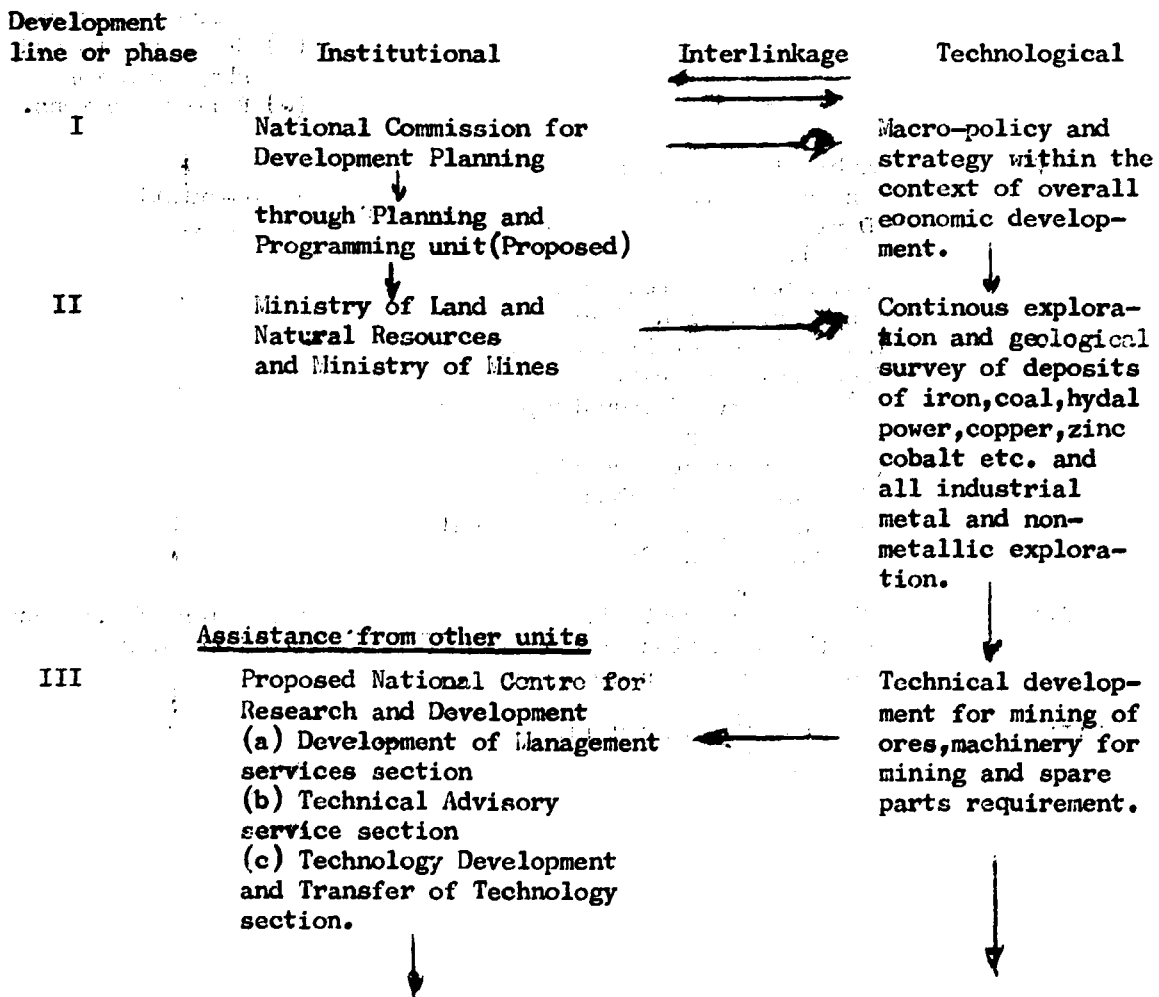 Development
line or phase Institutional Interlinkage Technological
I
National Commission for
Development Planning
through Planning and
Programming unit(Proposed)
Macro-policy and
strategy within the
context of overall
economic develop-
ment.
II
Ministry of Land and
Natural Resources
and Ministry of Mines
Continous explora-
tion and geological
survey of deposits
of iron,coal,hydal
power,copper,zinc
cobalt etc. and
all industrial
metal and non-
metallic explora-
tion.
Assistance from other units
III
Proposed National Centre for
Research and Development
(a) Development of Management
services section
(b) Technical Advisory
service section
(c) Technology Development
and Transfer of Technology
section.
Technical develop-
ment for mining of
ores,machinery for
mining and spare
parts requirement.